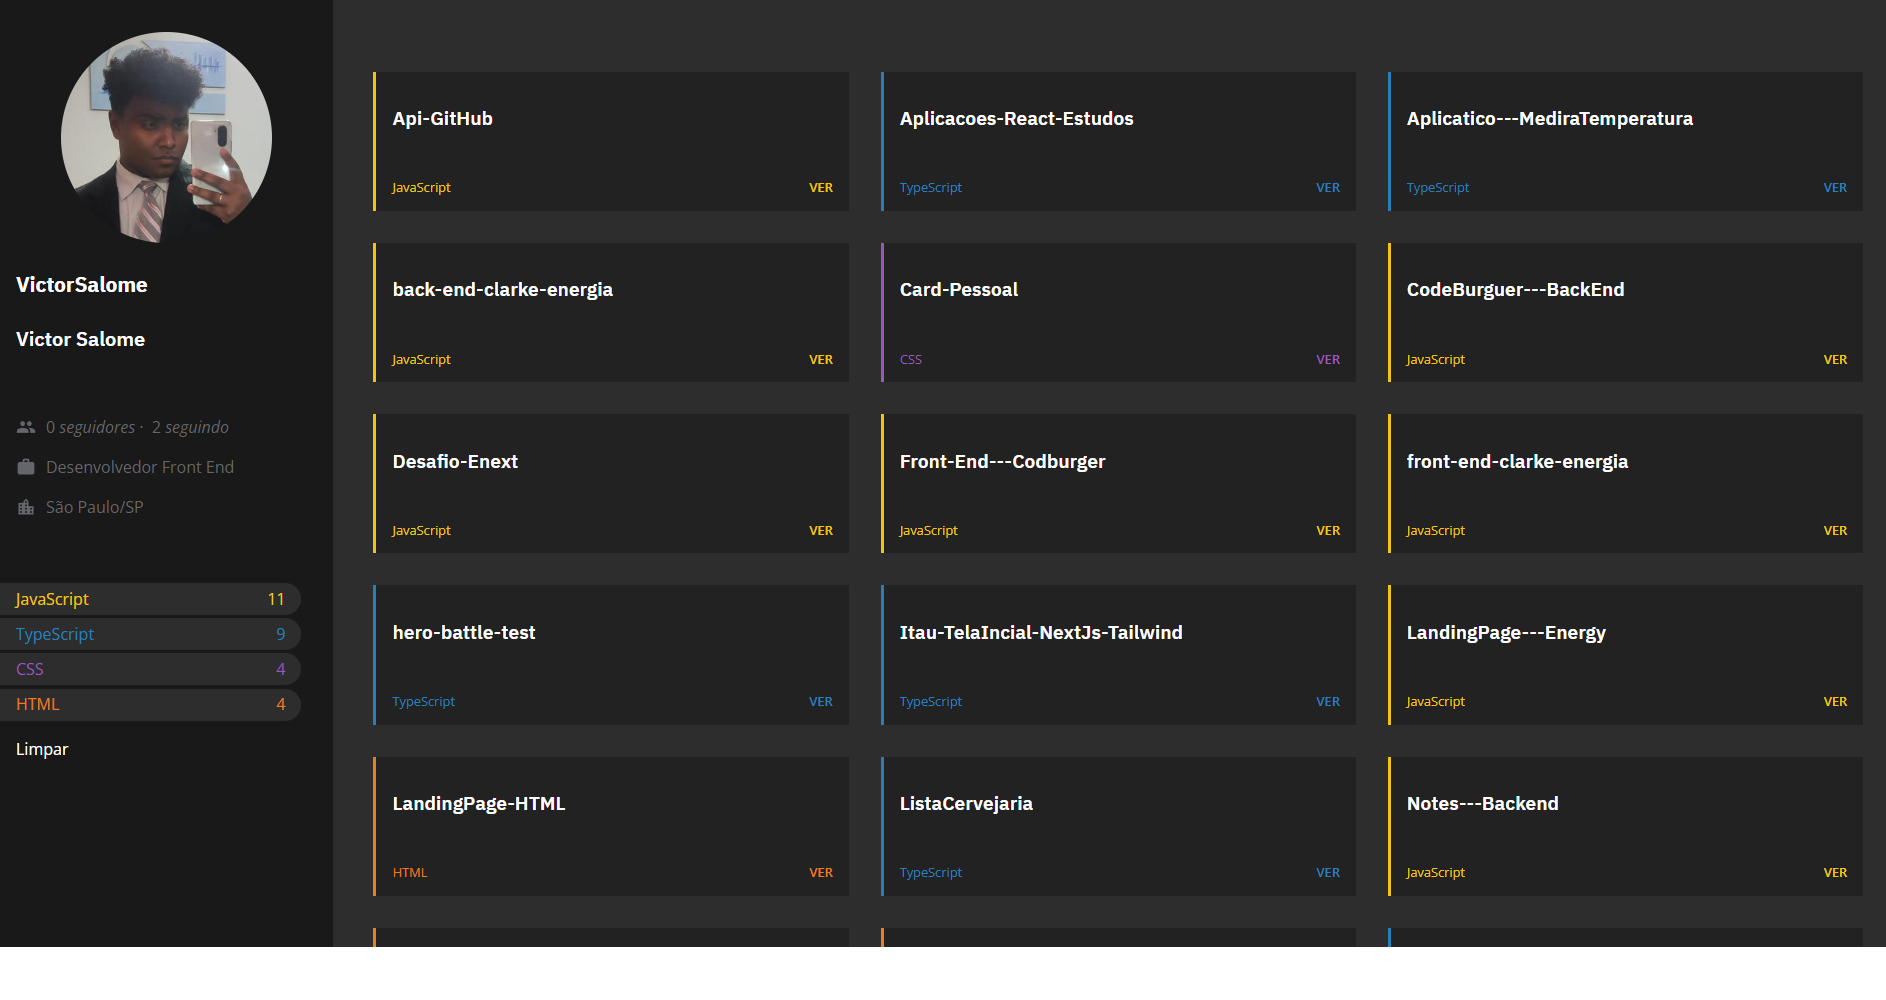 VictorSalome
Victor Salome
0 seguidores · 2 seguindo
Desenvolvedor Front End
São Paulo/SP
JavaScript 11
TypeScript 9
CSS 4
HTML 4
Limpar
Api-GitHub
JavaScript VER
Aplicacoes-React-Estudos
TypeScript VER
Aplicatico---MediraTemperatura
TypeScript VER
back-end-clarke-energia
JavaScript VER
Card-Pessoal
CSS VER
CodeBurguer---BackEnd
JavaScript VER
Desafio-Enext
JavaScript VER
Front-End---Codburger
JavaScript VER
front-end-clarke-energia
JavaScript VER
hero-battle-test
TypeScript VER
Itau-TelaIncial-NextJs-Tailwind
TypeScript VER
LandingPage---Energy
JavaScript VER
LandingPage-HTML
HTML VER
ListaCervejaria
TypeScript VER
Notes---Backend
JavaScript VER